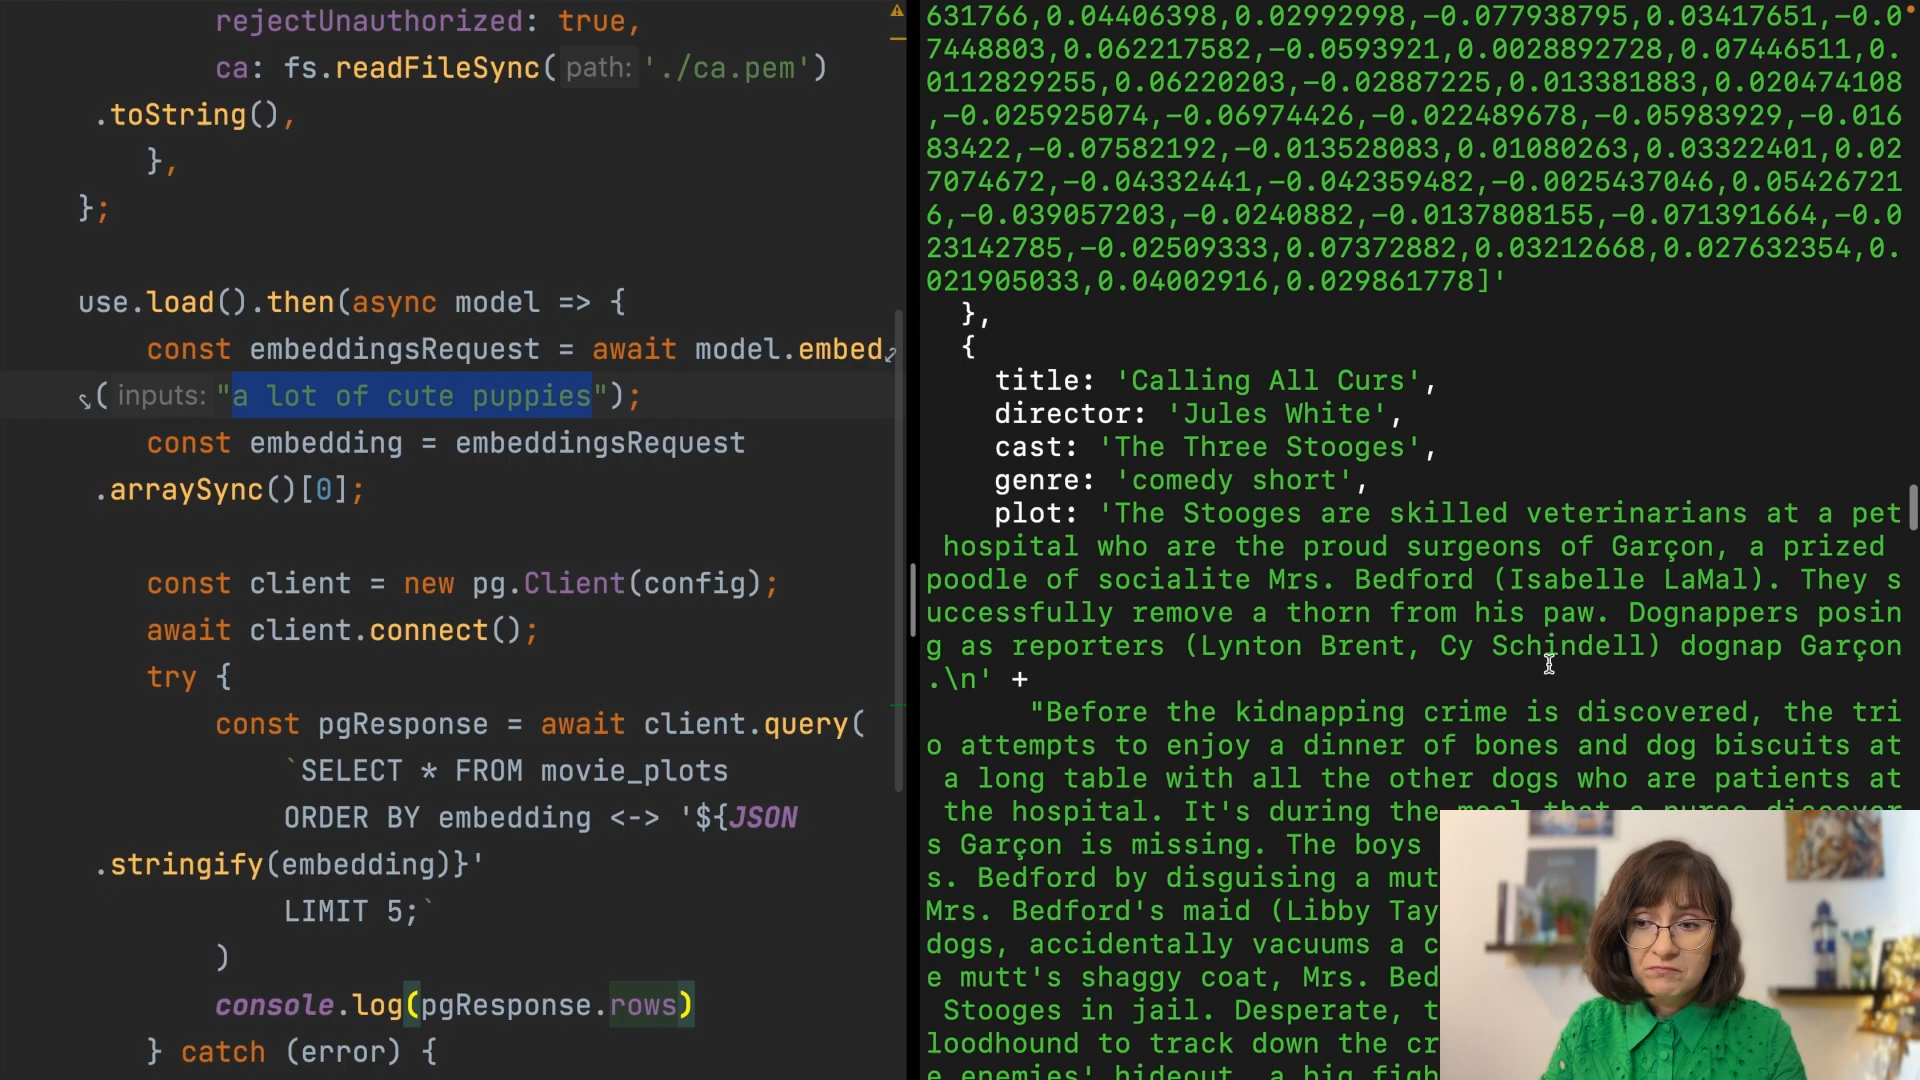 rejectUnauthorized: true,
ca: fs.readFileSync( path: './ca.pem')
.toString(),
},
};
use.load().then(async model => {
const embeddingsRequest = await model.embed
( inputs: "a lot of cute puppies");
const embedding = embeddingsRequest
.arraySync()[0];
const client = new pg.Client(config);
await client.connect();
try {
const pgResponse = await client.query(
`SELECT * FROM movie_plots
ORDER BY embedding <-> '${JSON
.stringify(embedding)}'
LIMIT 5;`
)
console.log(pgResponse.rows)
} catch (error) {
631766,0.04406398,0.02992998,-0.077938795,0.03417651,-0.0
7448803,0.062217582,-0.0593921,0.0028892728,0.07446511,0.
0112829255,0.06220203,-0.02887225,0.013381883,0.020474108
,-0.025925074,-0.06974426,-0.022489678,-0.05983929,-0.016
83422,-0.07582192,-0.013528083,0.01080263,0.03322401,0.02
7074672,-0.04332441,-0.042359482,-0.0025437046,0.05426721
6,-0.039057203,-0.0240882,-0.0137808155,-0.071391664,-0.0
23142785,-0.02509333,0.07372882,0.03212668,0.027632354,0.
021905033,0.04002916,0.029861778]'
},
{
title: 'Calling All Curs',
director: 'Jules White',
cast: 'The Three Stooges',
genre: 'comedy short',
plot: 'The Stooges are skilled veterinarians at a pet
hospital who are the proud surgeons of Garçon, a prized
poodle of socialite Mrs. Bedford (Isabelle LaMal). They s
uccessfully remove a thorn from his paw. Dognappers posin
g as reporters (Lynton Brent, Cy Schindell) dognap Garçon
.\n' +
"Before the kidnapping crime is discovered, the tri
o attempts to enjoy a dinner of bones and dog biscuits at
a long table with all the other dogs who are patients at
the hospital. It's during the meal that a nurse discover
s Garçon is missing. The boys
s. Bedford by disguising a mut
Mrs. Bedford's maid (Libby Tay
dogs, accidentally vacuums a c
e mutt's shaggy coat, Mrs. Bed
Stooges in jail. Desperate, t
loodhound to track down the cr
e enemies' hideout, a big figh